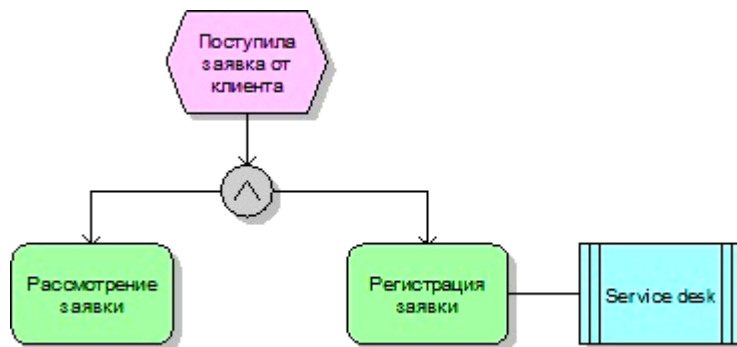 Поступила
заявка от
клиента
Рассмотрение
заявки
Регистрация
заявки
Service desk